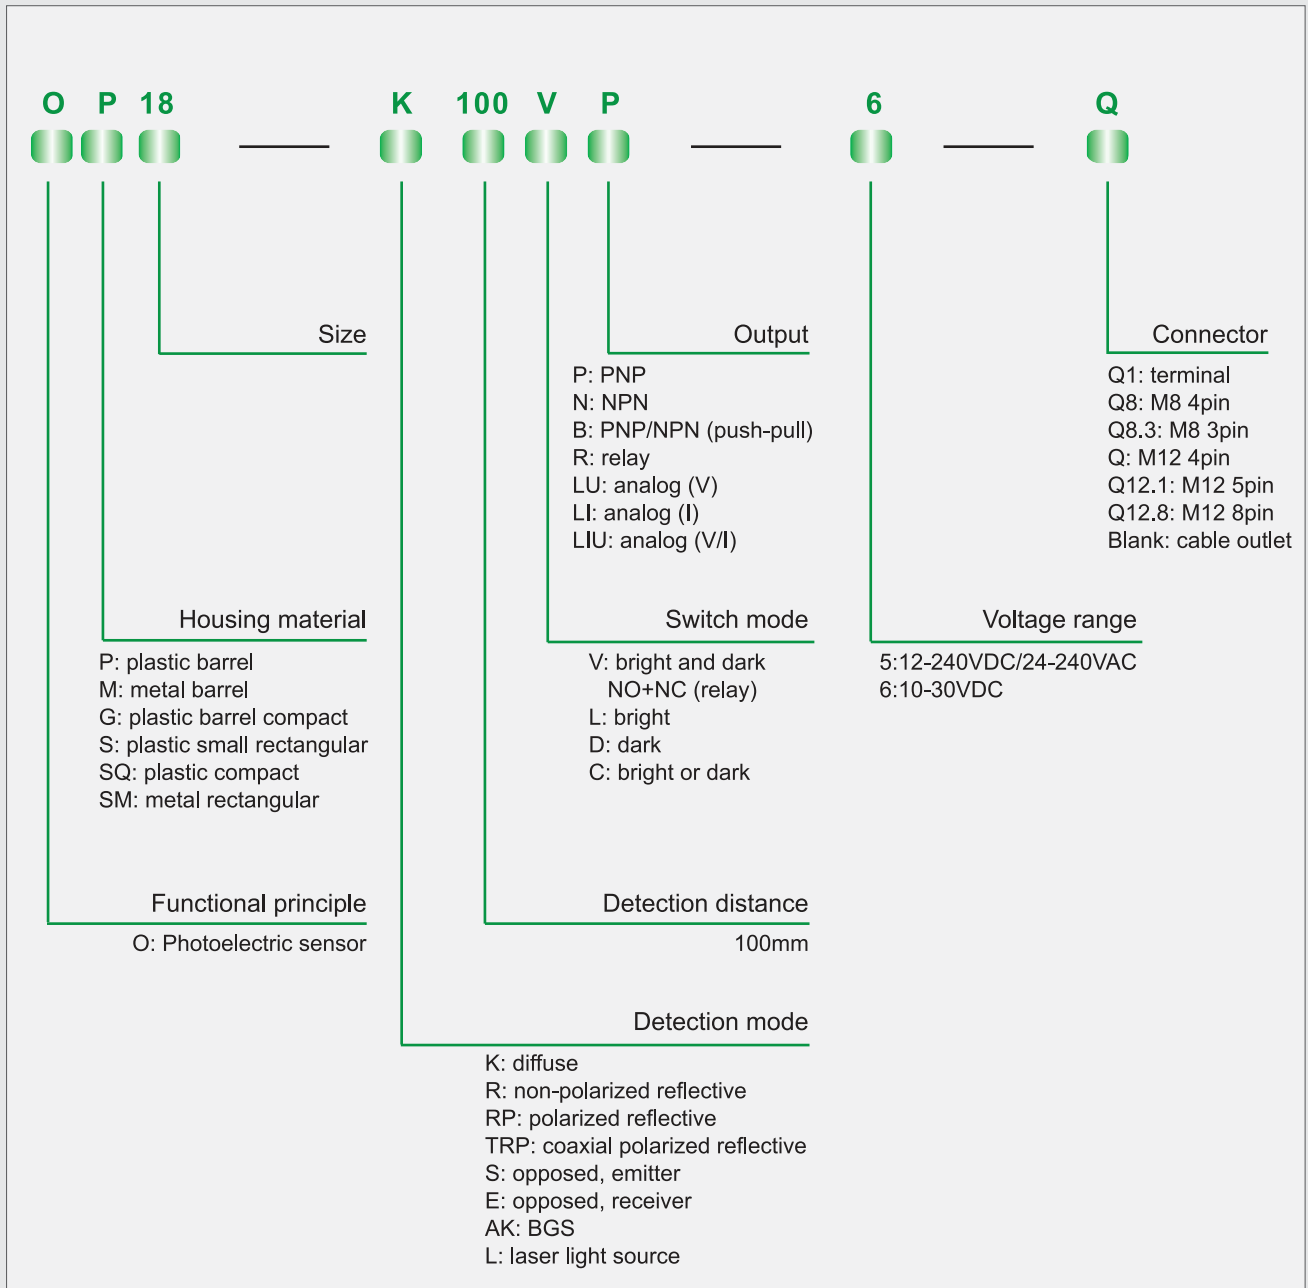 O P 18 K 100 V P 6 Q
Size
Output
P: PNP
N: NPN
B: PNP/NPN (push-pull)
R: relay
LU: analog (V)
LI: analog (I)
LIU: analog (V/I)
Connector
Q1: terminal
Q8: M8 4pin
Q8.3: M8 3pin
Q: M12 4pin
Q12.1: M12 5pin
Q12.8: M12 8pin
Blank: cable outlet
Housing material
P: plastic barrel
M: metal barrel
G: plastic barrel compact
S: plastic small rectangular
SQ: plastic compact
SM: metal rectangular
Switch mode
V: bright and dark
NO+NC (relay)
L: bright
D: dark
C: bright or dark
Voltage range
5:12-240VDC/24-240VAC
6:10-30VDC
Functional principle
O: Photoelectric sensor
Detection distance
100mm
Detection mode
K: diffuse
R: non-polarized reflective
RP: polarized reflective
TRP: coaxial polarized reflective
S: opposed, emitter
E: opposed, receiver
AK: BGS
L: laser light source